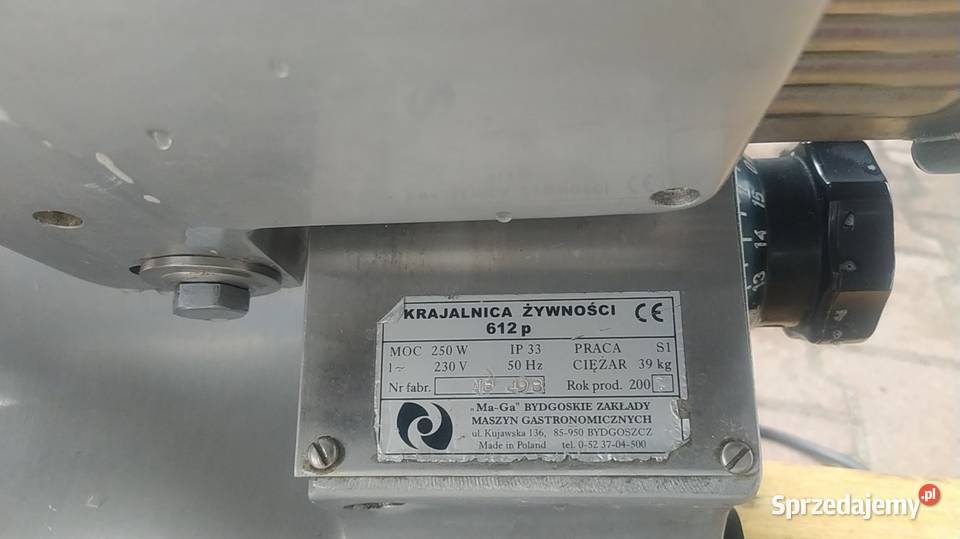 KRAJALNICA ŻYWNOŚCI CE
612 p
MOC 250 W IP 33 PRACA S1
1~ 230 V 50 Hz CIĘŻAR 39 kg
Nr fabr. Rok prod. 200
„Ma-Ga" BYDGOSKIE ZAKŁADY
MASZYN GASTRONOMICZNYCH
ul. Kujawska 136, 85-950 BYDGOSZCZ
Made in Poland tel. 0-52 37-04-500
15
14
13
Sprzedajemy.pl